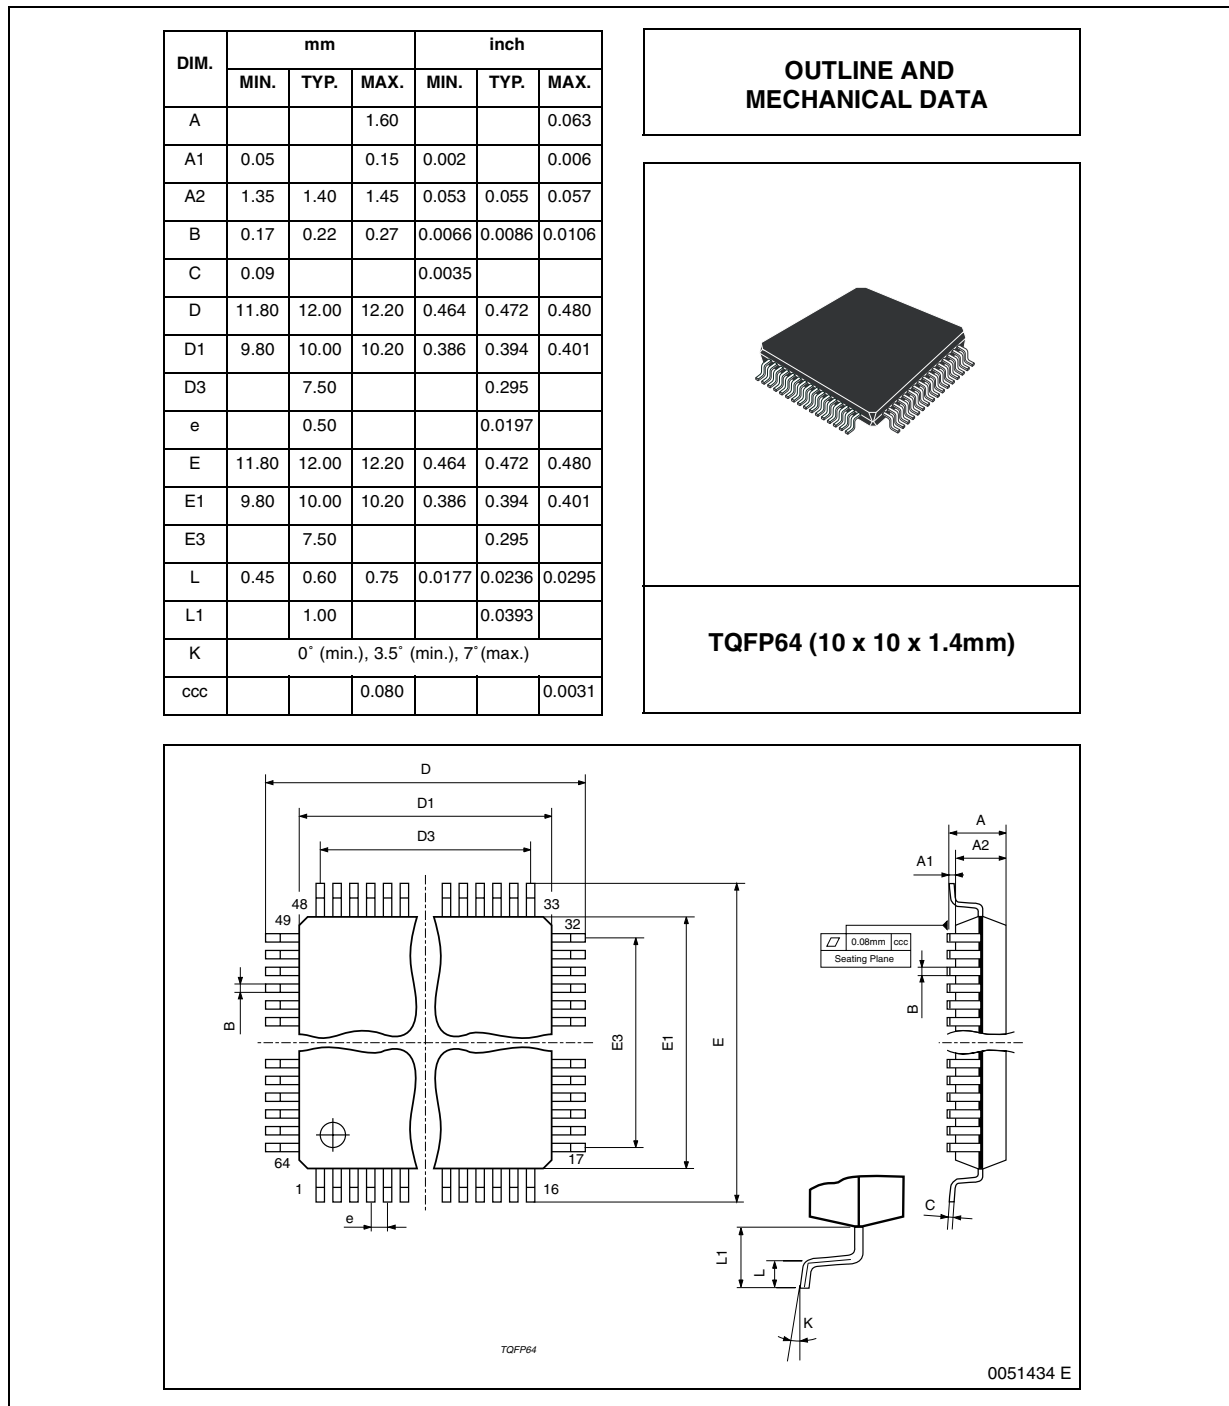 DIM. mm inch
MIN. TYP. MAX. MIN. TYP. MAX.
A 1.60 0.063
A1 0.05 0.15 0.002 0.006
A2 1.35 1.40 1.45 0.053 0.055 0.057
B 0.17 0.22 0.27 0.0066 0.0086 0.0106
C 0.09 0.0035
D 11.80 12.00 12.20 0.464 0.472 0.480
D1 9.80 10.00 10.20 0.386 0.394 0.401
D3 7.50 0.295
e 0.50 0.0197
E 11.80 12.00 12.20 0.464 0.472 0.480
E1 9.80 10.00 10.20 0.386 0.394 0.401
E3 7.50 0.295
L 0.45 0.60 0.75 0.0177 0.0236 0.0295
L1 1.00 0.0393
K 0˚ (min.), 3.5˚ (min.), 7˚(max.)
ccc 0.080 0.0031
OUTLINE AND
MECHANICAL DATA
TQFP64 (10 x 10 x 1.4mm)
D
D1
D3
A
A2
A1
48
33
49
32
0.08mm ccc
Seating Plane
B
E3
E1
E
B
64
17
1
16
e
C
L1
L
K
TQFP64
0051434 E